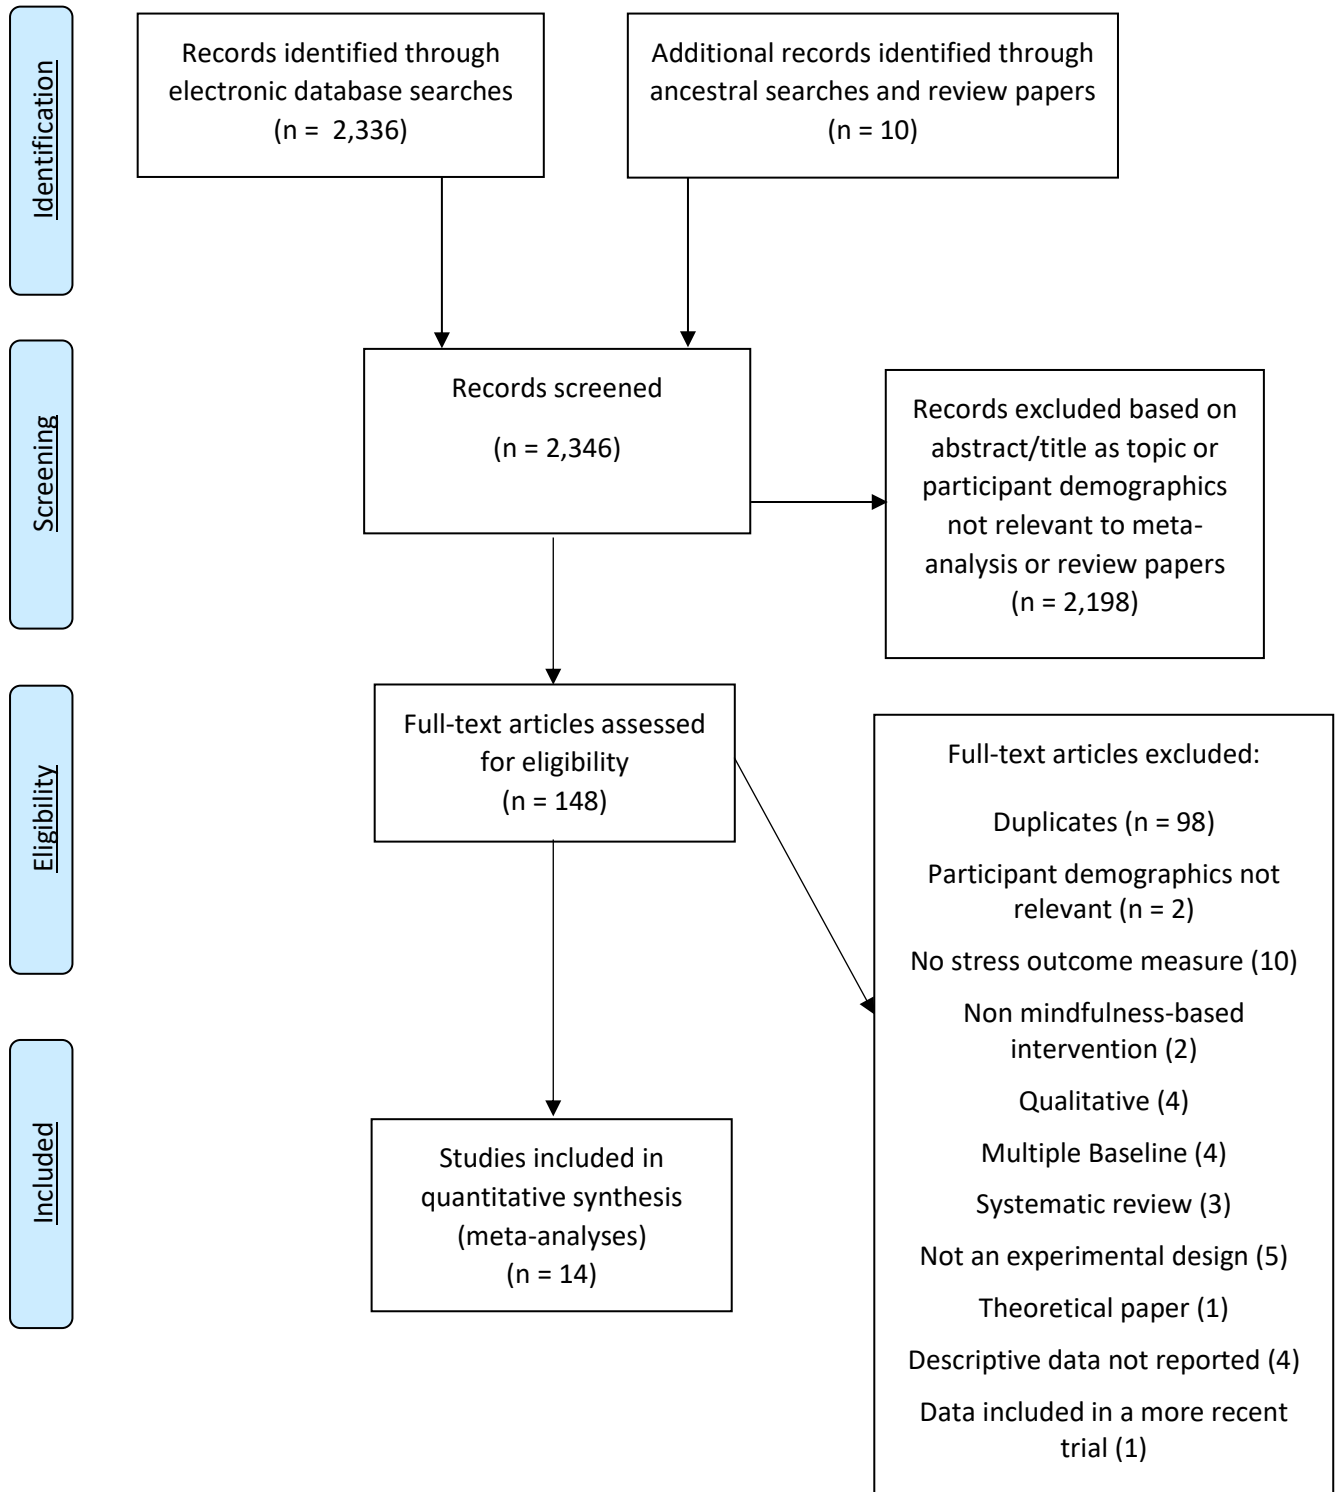 Identification
Records identified through
electronic database searches
(n =  2,336)
Additional records identified through
ancestral searches and review papers
(n = 10)
Screening
Records screened
(n = 2,346)
Records excluded based on
abstract/title as topic or
participant demographics
not relevant to meta-
analysis or review papers
(n = 2,198)
Eligibility
Full-text articles assessed
for eligibility
(n = 148)
Full-text articles excluded:
Duplicates (n = 98)
Participant demographics not
relevant (n = 2)
No stress outcome measure (10)
Non mindfulness-based
intervention (2)
Qualitative (4)
Multiple Baseline (4)
Systematic review (3)
Not an experimental design (5)
Theoretical paper (1)
Descriptive data not reported (4)
Data included in a more recent
trial (1)
Included
Studies included in
quantitative synthesis
(meta-analyses)
(n = 14)